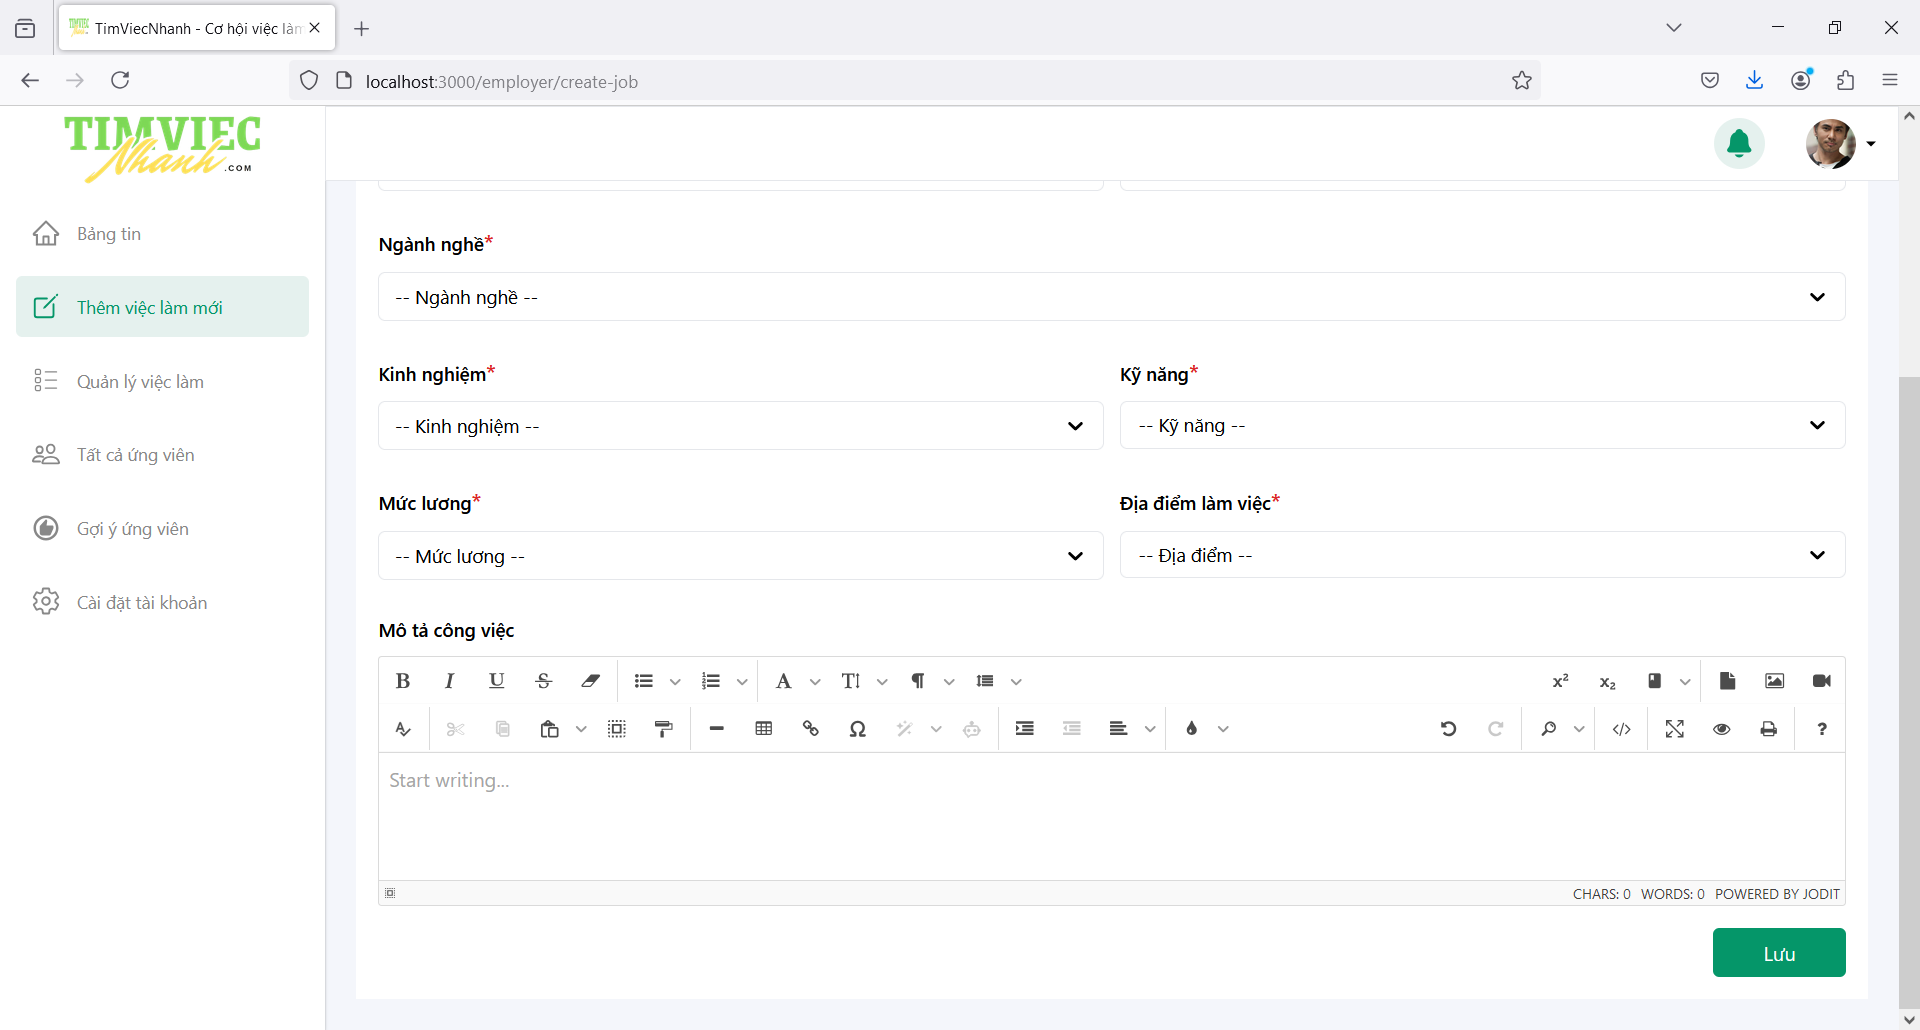 TimViecNhanh - Cơ hội việc làm
localhost:3000/employer/create-job
TIMVIEC
Nhanh .COM
Bảng tin
Thêm việc làm mới
Quản lý việc làm
Tất cả ứng viên
Gợi ý ứng viên
Cài đặt tài khoản
Ngành nghề*
-- Ngành nghề --
Kinh nghiệm*
Kỹ năng*
-- Kinh nghiệm --
-- Kỹ năng --
Mức lương*
Địa điểm làm việc*
-- Mức lương --
-- Địa điểm --
Mô tả công việc
Start writing...
CHARS: 0 WORDS: 0 POWERED BY JODIT
Lưu